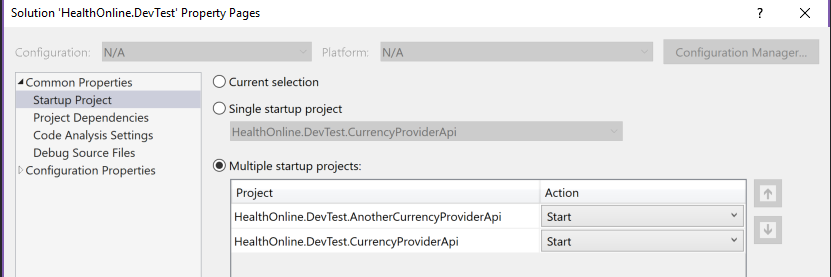 Solution 'HealthOnline.DevTest' Property Pages
?
Configuration: N/A Platform: N/A Configuration Manager...
Common Properties
Startup Project
Project Dependencies
Code Analysis Settings
Debug Source Files
Configuration Properties
Current selection
Single startup project
HealthOnline.DevTest.CurrencyProviderApi
Multiple startup projects:
Project Action
HealthOnline.DevTest.AnotherCurrencyProviderApi Start
HealthOnline.DevTest.CurrencyProviderApi Start